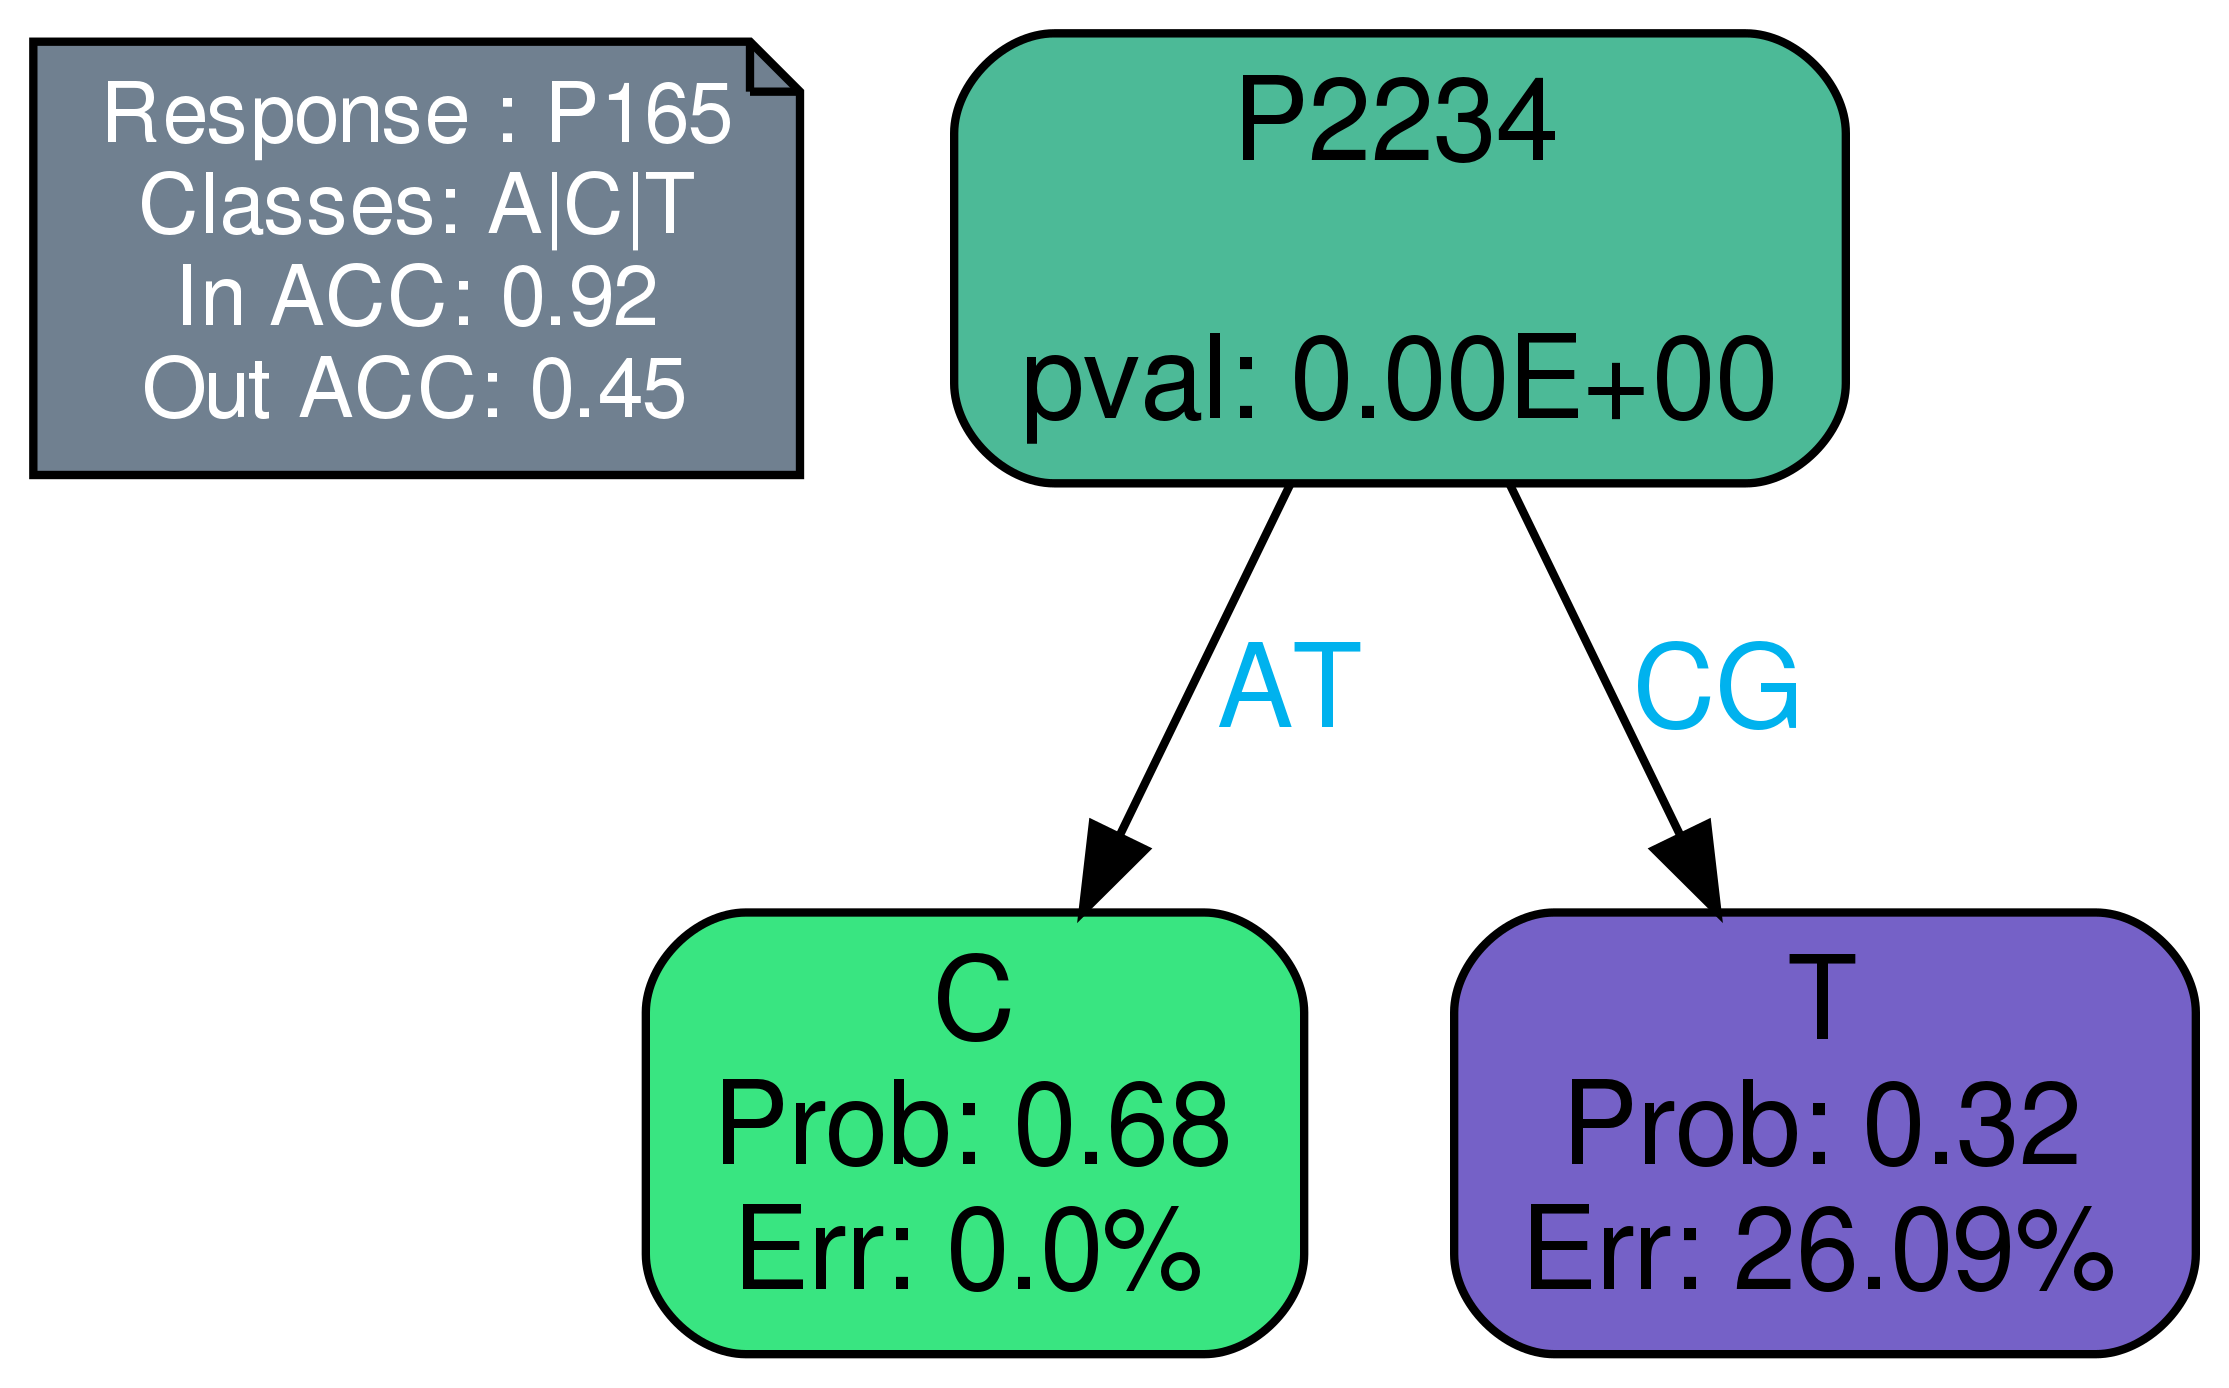 Response : P165
Classes: A|C|T
In ACC: 0.92
Out ACC: 0.45
P2234
pval: 0.00E+00
AT
CG
C
Prob: 0.68
Err: 0.0%
T
Prob: 0.32
Err: 26.09%